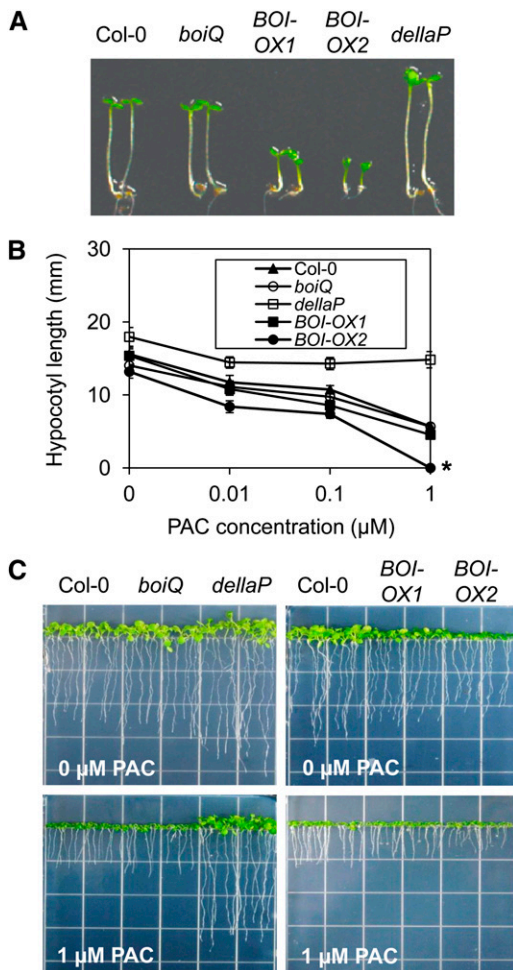 A
Col-0 boiQ BOI- BOI- dellaP
OX1 OX2
B
30
20
10
0
Hypocotyl length (mm)
Col-0
boiQ
dellaP
BOI-OX1
BOI-OX2
*
0 0.01 0.1 1
PAC concentration (µM)
C
Col-0 boiQ dellaP
Col-0 BOI- BOI-
OX1 OX2
0 µM PAC
0 µM PAC
1 µM PAC
1 µM PAC